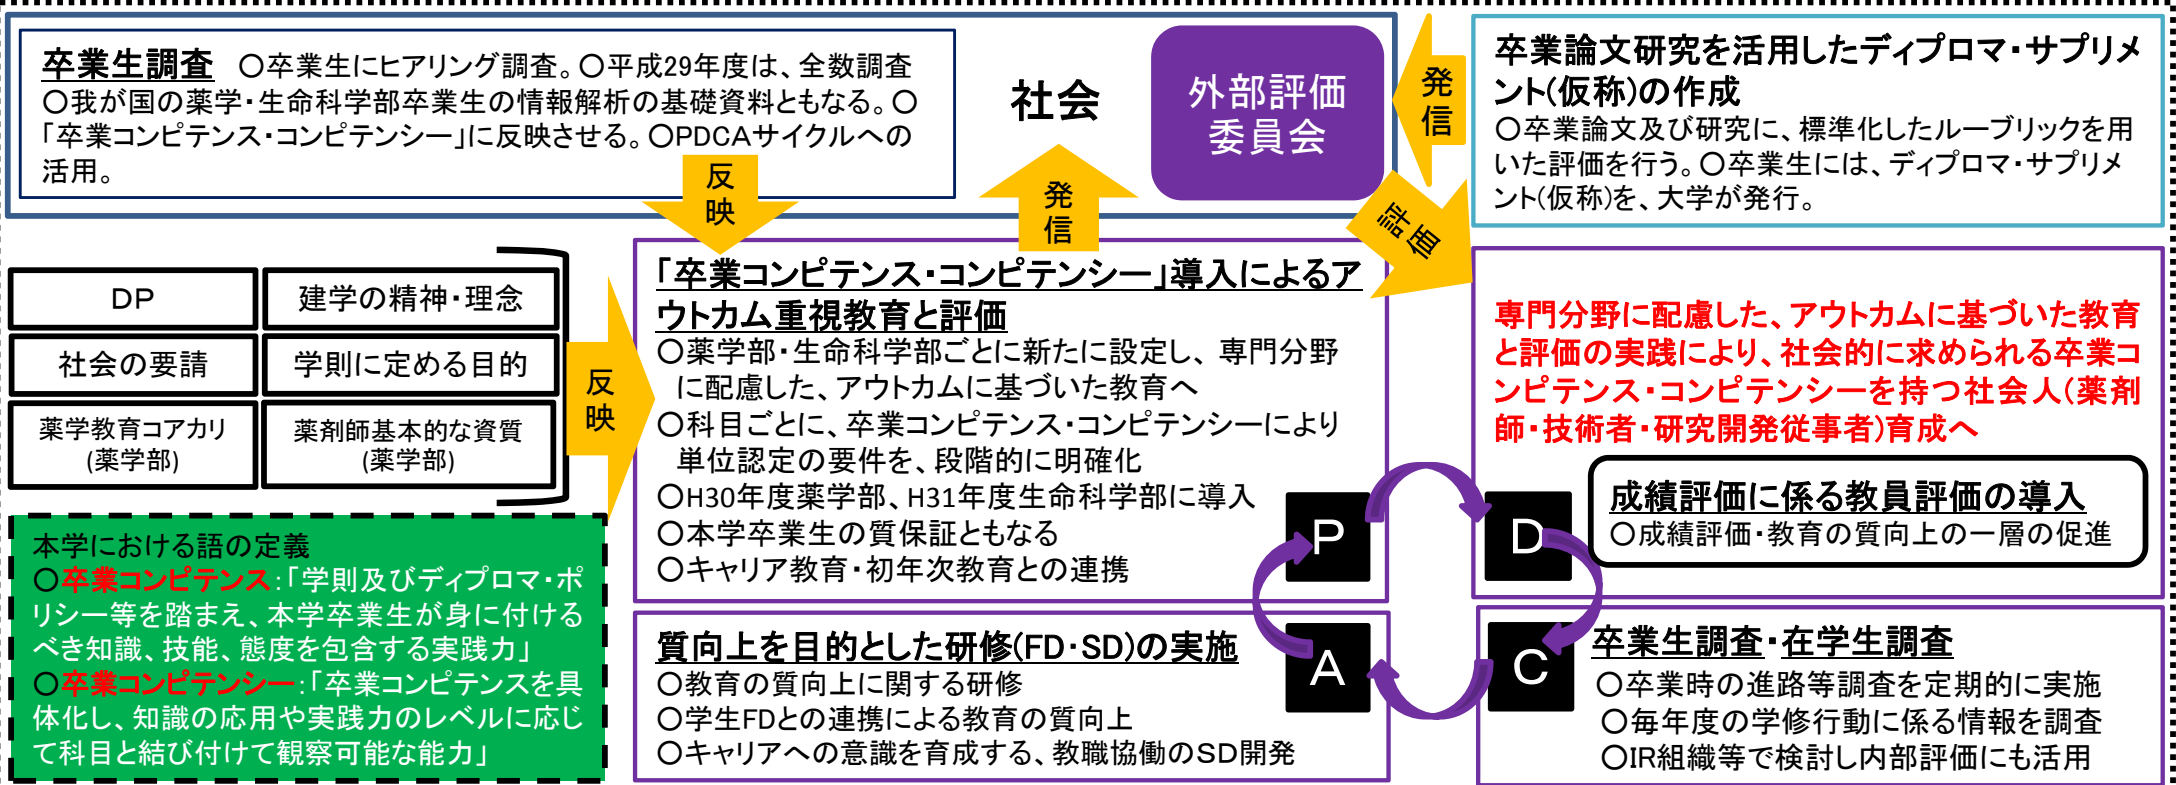 卒業生調査　○卒業生にヒアリング調査。○平成29年度は、全数調査
○我が国の薬学・生命科学部卒業生の情報解析の基礎資料ともなる。○
「卒業コンピテンス・コンピテンシー」に反映させる。○PDCAサイクルへの
活用。
反映
社会
発信
外部評価
委員会
発信
評価
卒業論文研究を活用したディプロマ・サプリメ
ント(仮称)の作成
○卒業論文及び研究に、標準化したルーブリックを用
いた評価を行う。○卒業生には、ディプロマ・サプリメ
ント(仮称)を、大学が発行。
DP
建学の精神・理念
社会の要請
学則に定める目的
薬学教育コアカリ
(薬学部)
薬剤師基本的な資質
(薬学部)
反映
本学における語の定義
○卒業コンピテンス:「学則及びディプロマ・ポ
リシー等を踏まえ、本学卒業生が身に付ける
べき知識、技能、態度を包含する実践力」
○卒業コンピテンシー:「卒業コンピテンスを具
体化し、知識の応用や実践力のレベルに応じ
て科目と結び付けて観察可能な能力」
「卒業コンピテンス・コンピテンシー」導入によるア
ウトカム重視教育と評価
○薬学部・生命科学部ごとに新たに設定し、専門分野
に配慮した、アウトカムに基づいた教育へ
○科目ごとに、卒業コンピテンス・コンピテンシーにより
単位認定の要件を、段階的に明確化
○H30年度薬学部、H31年度生命科学部に導入
○本学卒業生の質保証ともなる
○キャリア教育・初年次教育との連携
P
専門分野に配慮した、アウトカムに基づいた教育
と評価の実践により、社会的に求められる卒業コ
ンピテンス・コンピテンシーを持つ社会人(薬剤
師・技術者・研究開発従事者)育成へ
D
成績評価に係る教員評価の導入
○成績評価・教育の質向上の一層の促進
質向上を目的とした研修(FD・SD)の実施
○教育の質向上に関する研修
○学生FDとの連携による教育の質向上
○キャリアへの意識を育成する、教職協働のSD開発
A
C
卒業生調査・在学生調査
○卒業時の進路等調査を定期的に実施
○毎年度の学修行動に係る情報を調査
○IR組織等で検討し内部評価にも活用